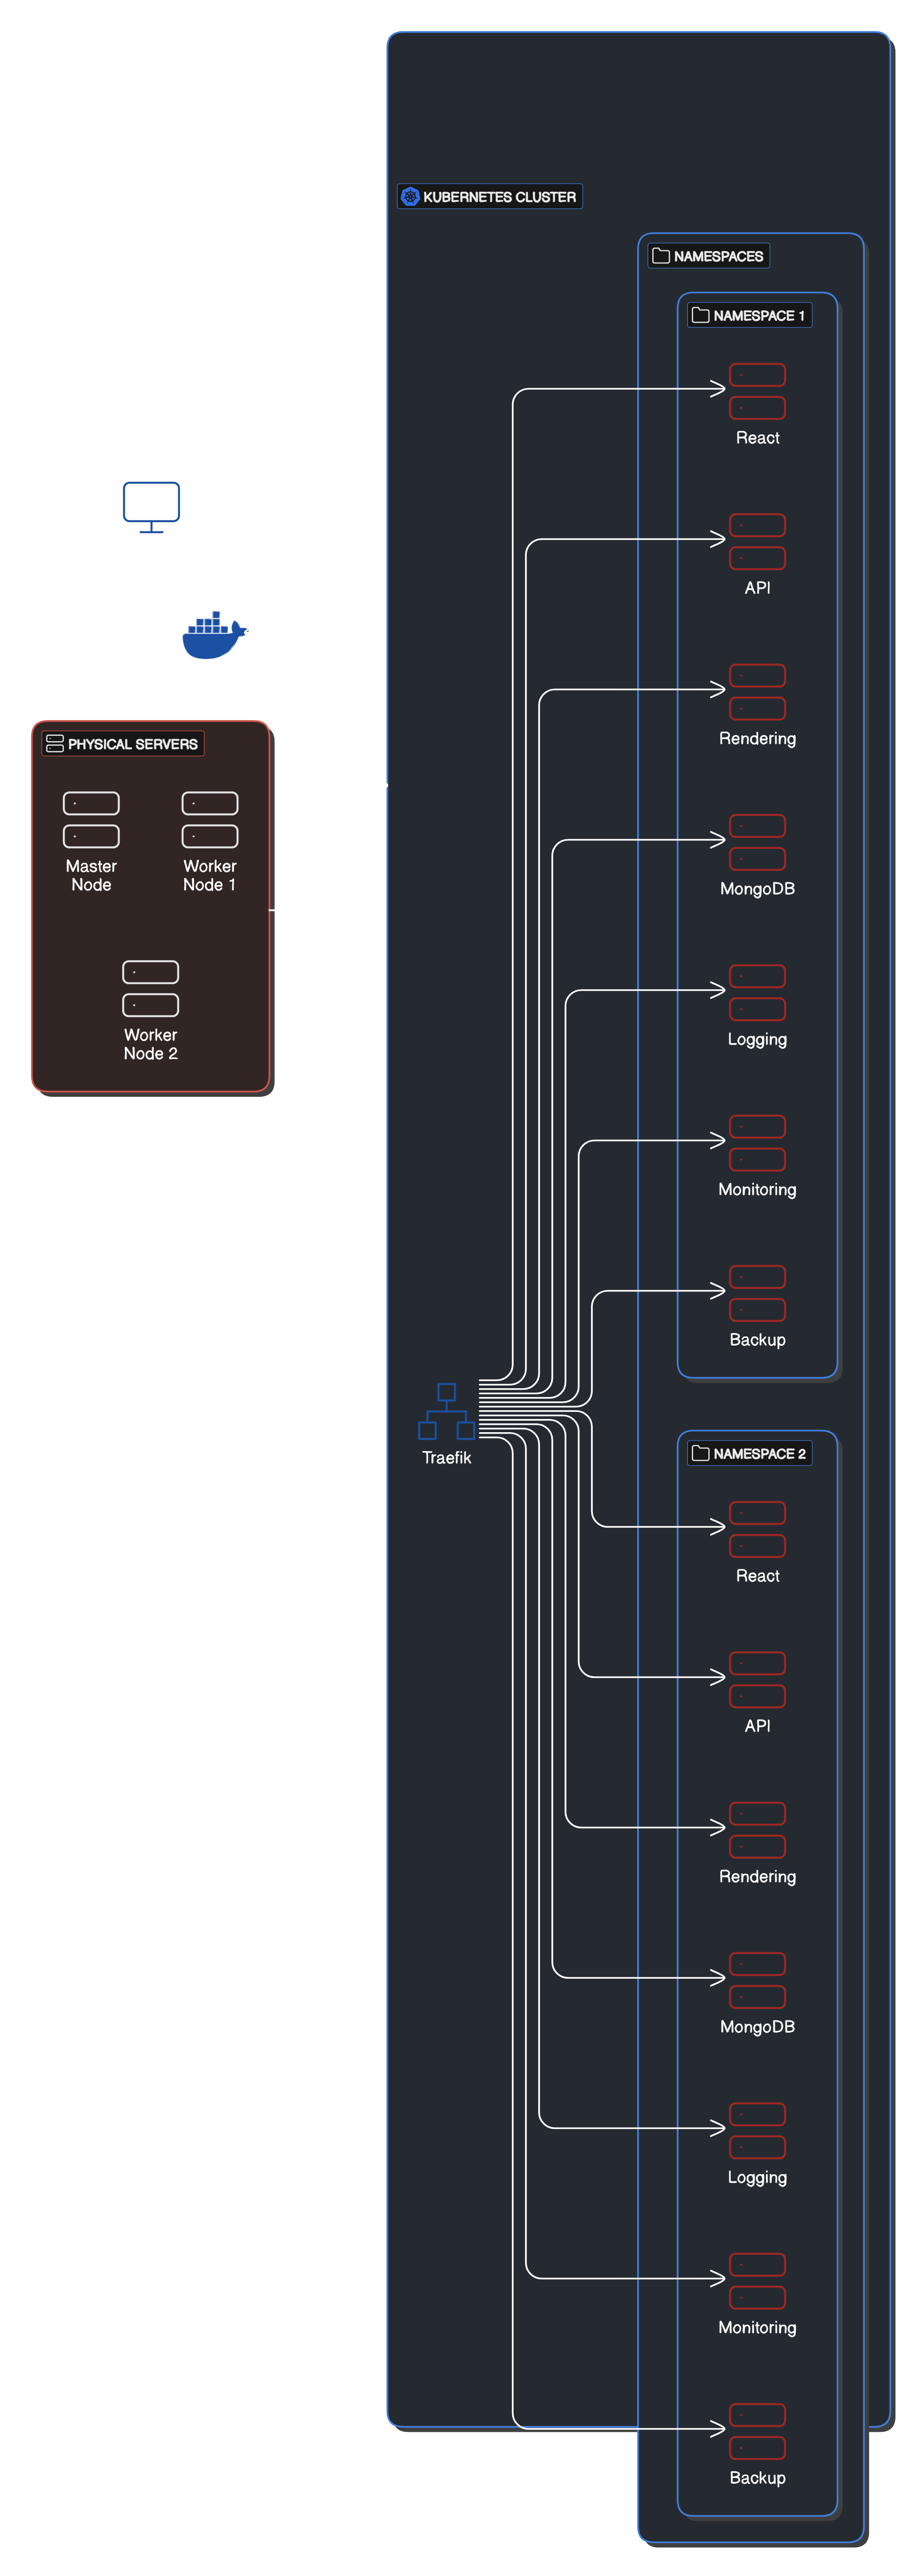 KUBERNETES CLUSTER
NAMESPACES
NAMESPACE 1
React
API
Rendering
MongoDB
Logging
Monitoring
Backup
PHYSICAL SERVERS
Master
Node
Worker
Node 1
Worker
Node 2
Traefik
NAMESPACE 2
React
API
Rendering
MongoDB
Logging
Monitoring
Backup